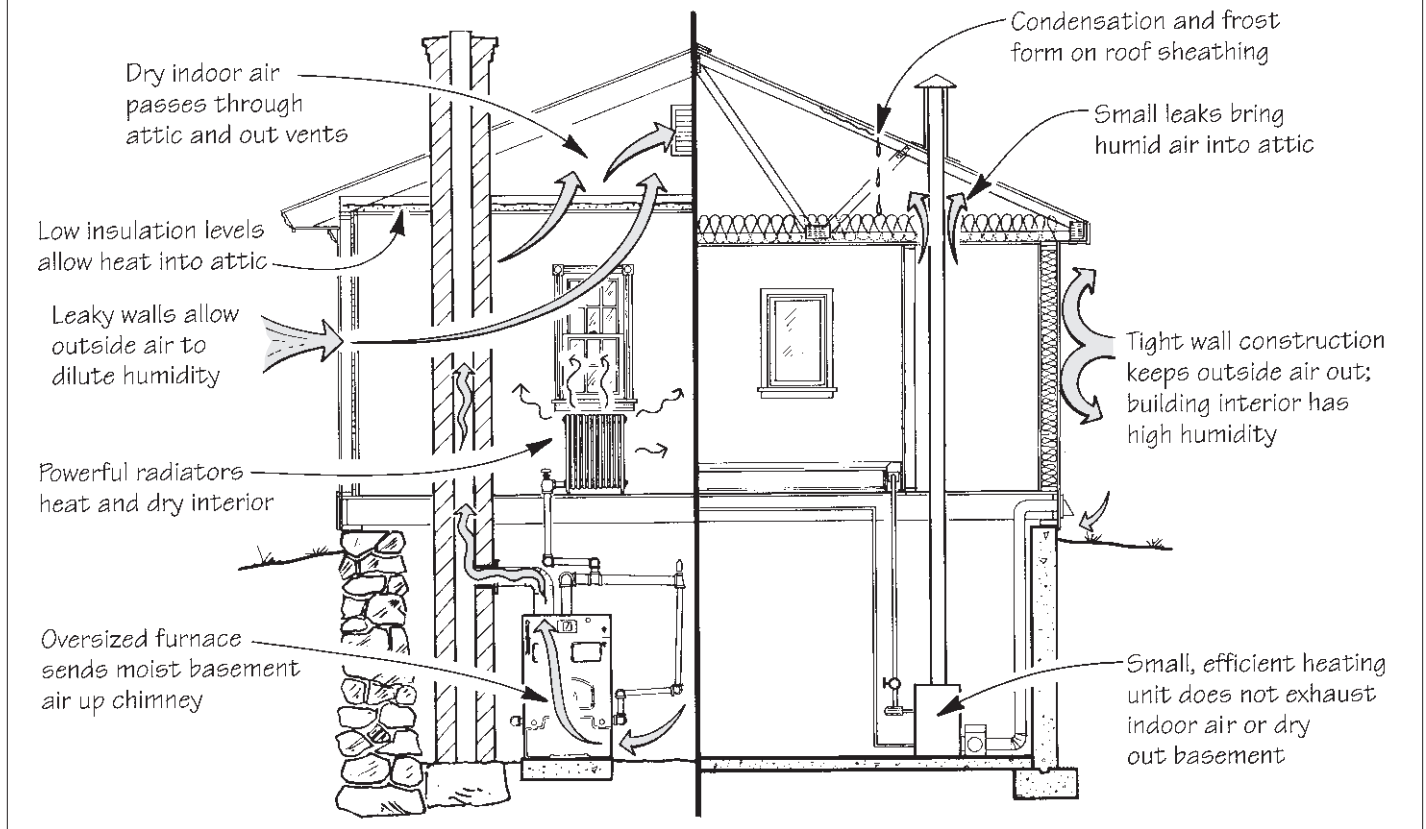 Dry indoor air
passes through
attic and out vents
Low insulation levels
allow heat into attic
Leaky walls allow
outside air to
dilute humidity
Powerful radiators
heat and dry interior
Oversized furnace
sends moist basement
air up chimney
Condensation and frost
form on roof sheathing
Small leaks bring
humid air into attic
Tight wall construction
keeps outside air out;
building interior has
high humidity
Small, efficient heating
unit does not exhaust
indoor air or dry
out basement